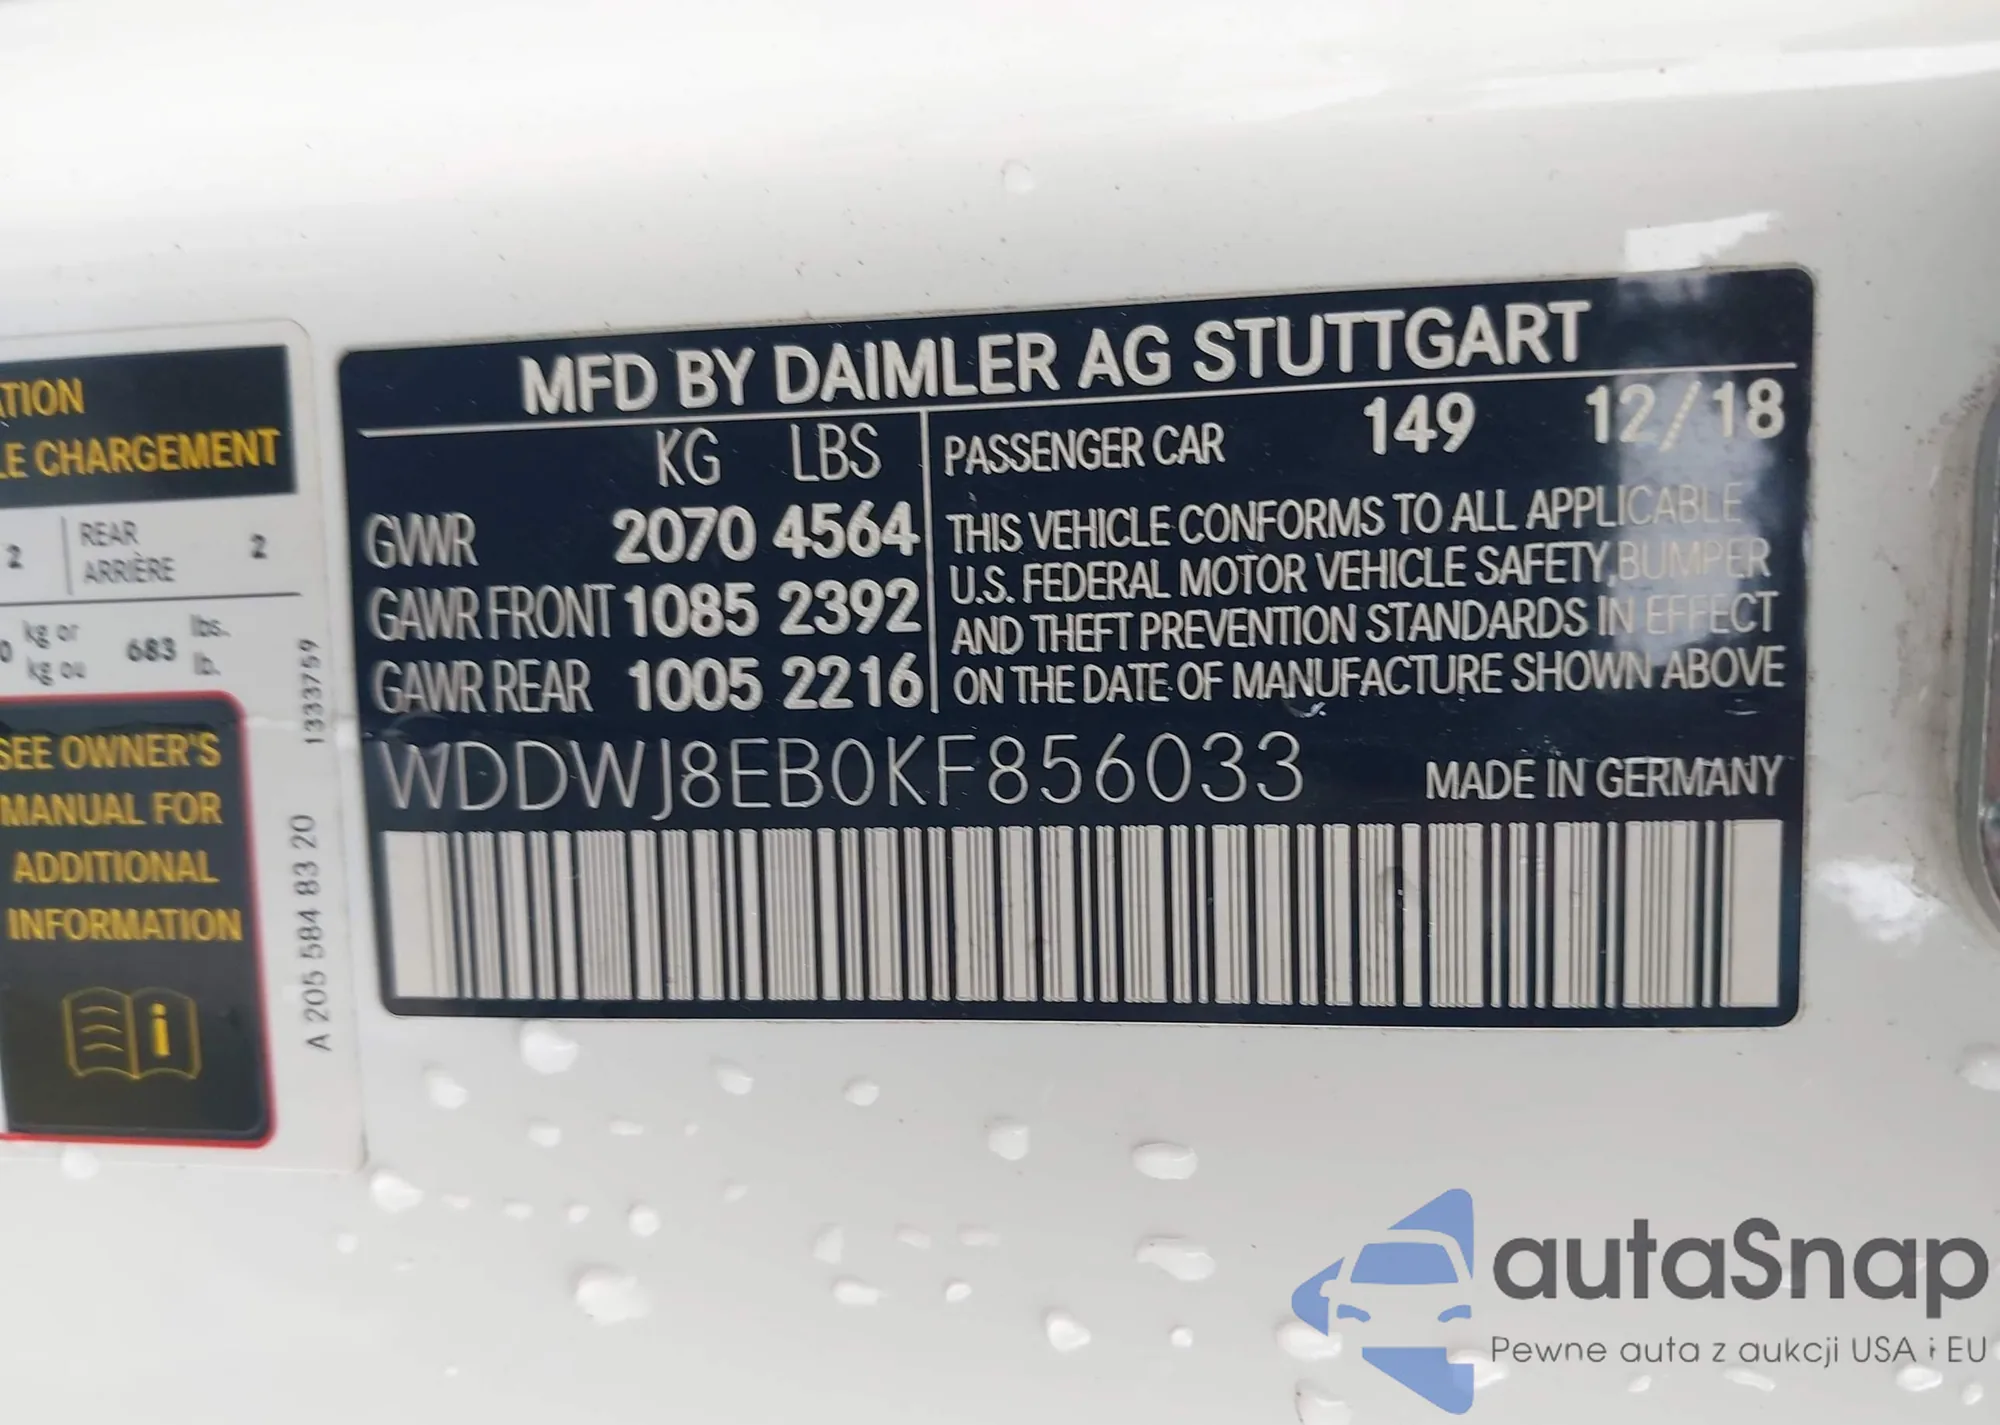 ATION
LE CHARGEMENT
2 REAR 2
ARRIÈRE
0 kg or 683 lbs.
kg ou lb.
SEE OWNER'S
MANUAL FOR
ADDITIONAL
INFORMATION
i
1333759
A 205 584 83 20
MFD BY DAIMLER AG STUTTGART
KG LBS
GVWR 2070 4564
GAWR FRONT 1085 2392
GAWR REAR 1005 2216
PASSENGER CAR 149 12/18
THIS VEHICLE CONFORMS TO ALL APPLICABLE
U.S. FEDERAL MOTOR VEHICLE SAFETY, BUMPER
AND THEFT PREVENTION STANDARDS IN EFFECT
ON THE DATE OF MANUFACTURE SHOWN ABOVE
WDDWJ8EB0KF856033 MADE IN GERMANY
autaSnap
Pewne auta z aukcji USA i EU